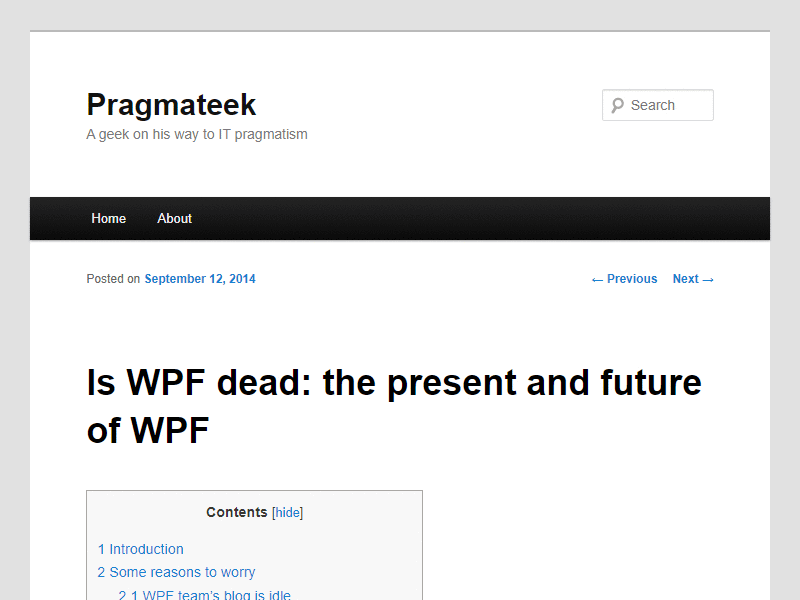 Pragmateek
A geek on his way to IT pragmatism
Search
Home About
Posted on September 12, 2014
← Previous Next →
Is WPF dead: the present and future
of WPF
Contents [hide]
1 Introduction
2 Some reasons to worry
2.1 WPF team's blog is idle